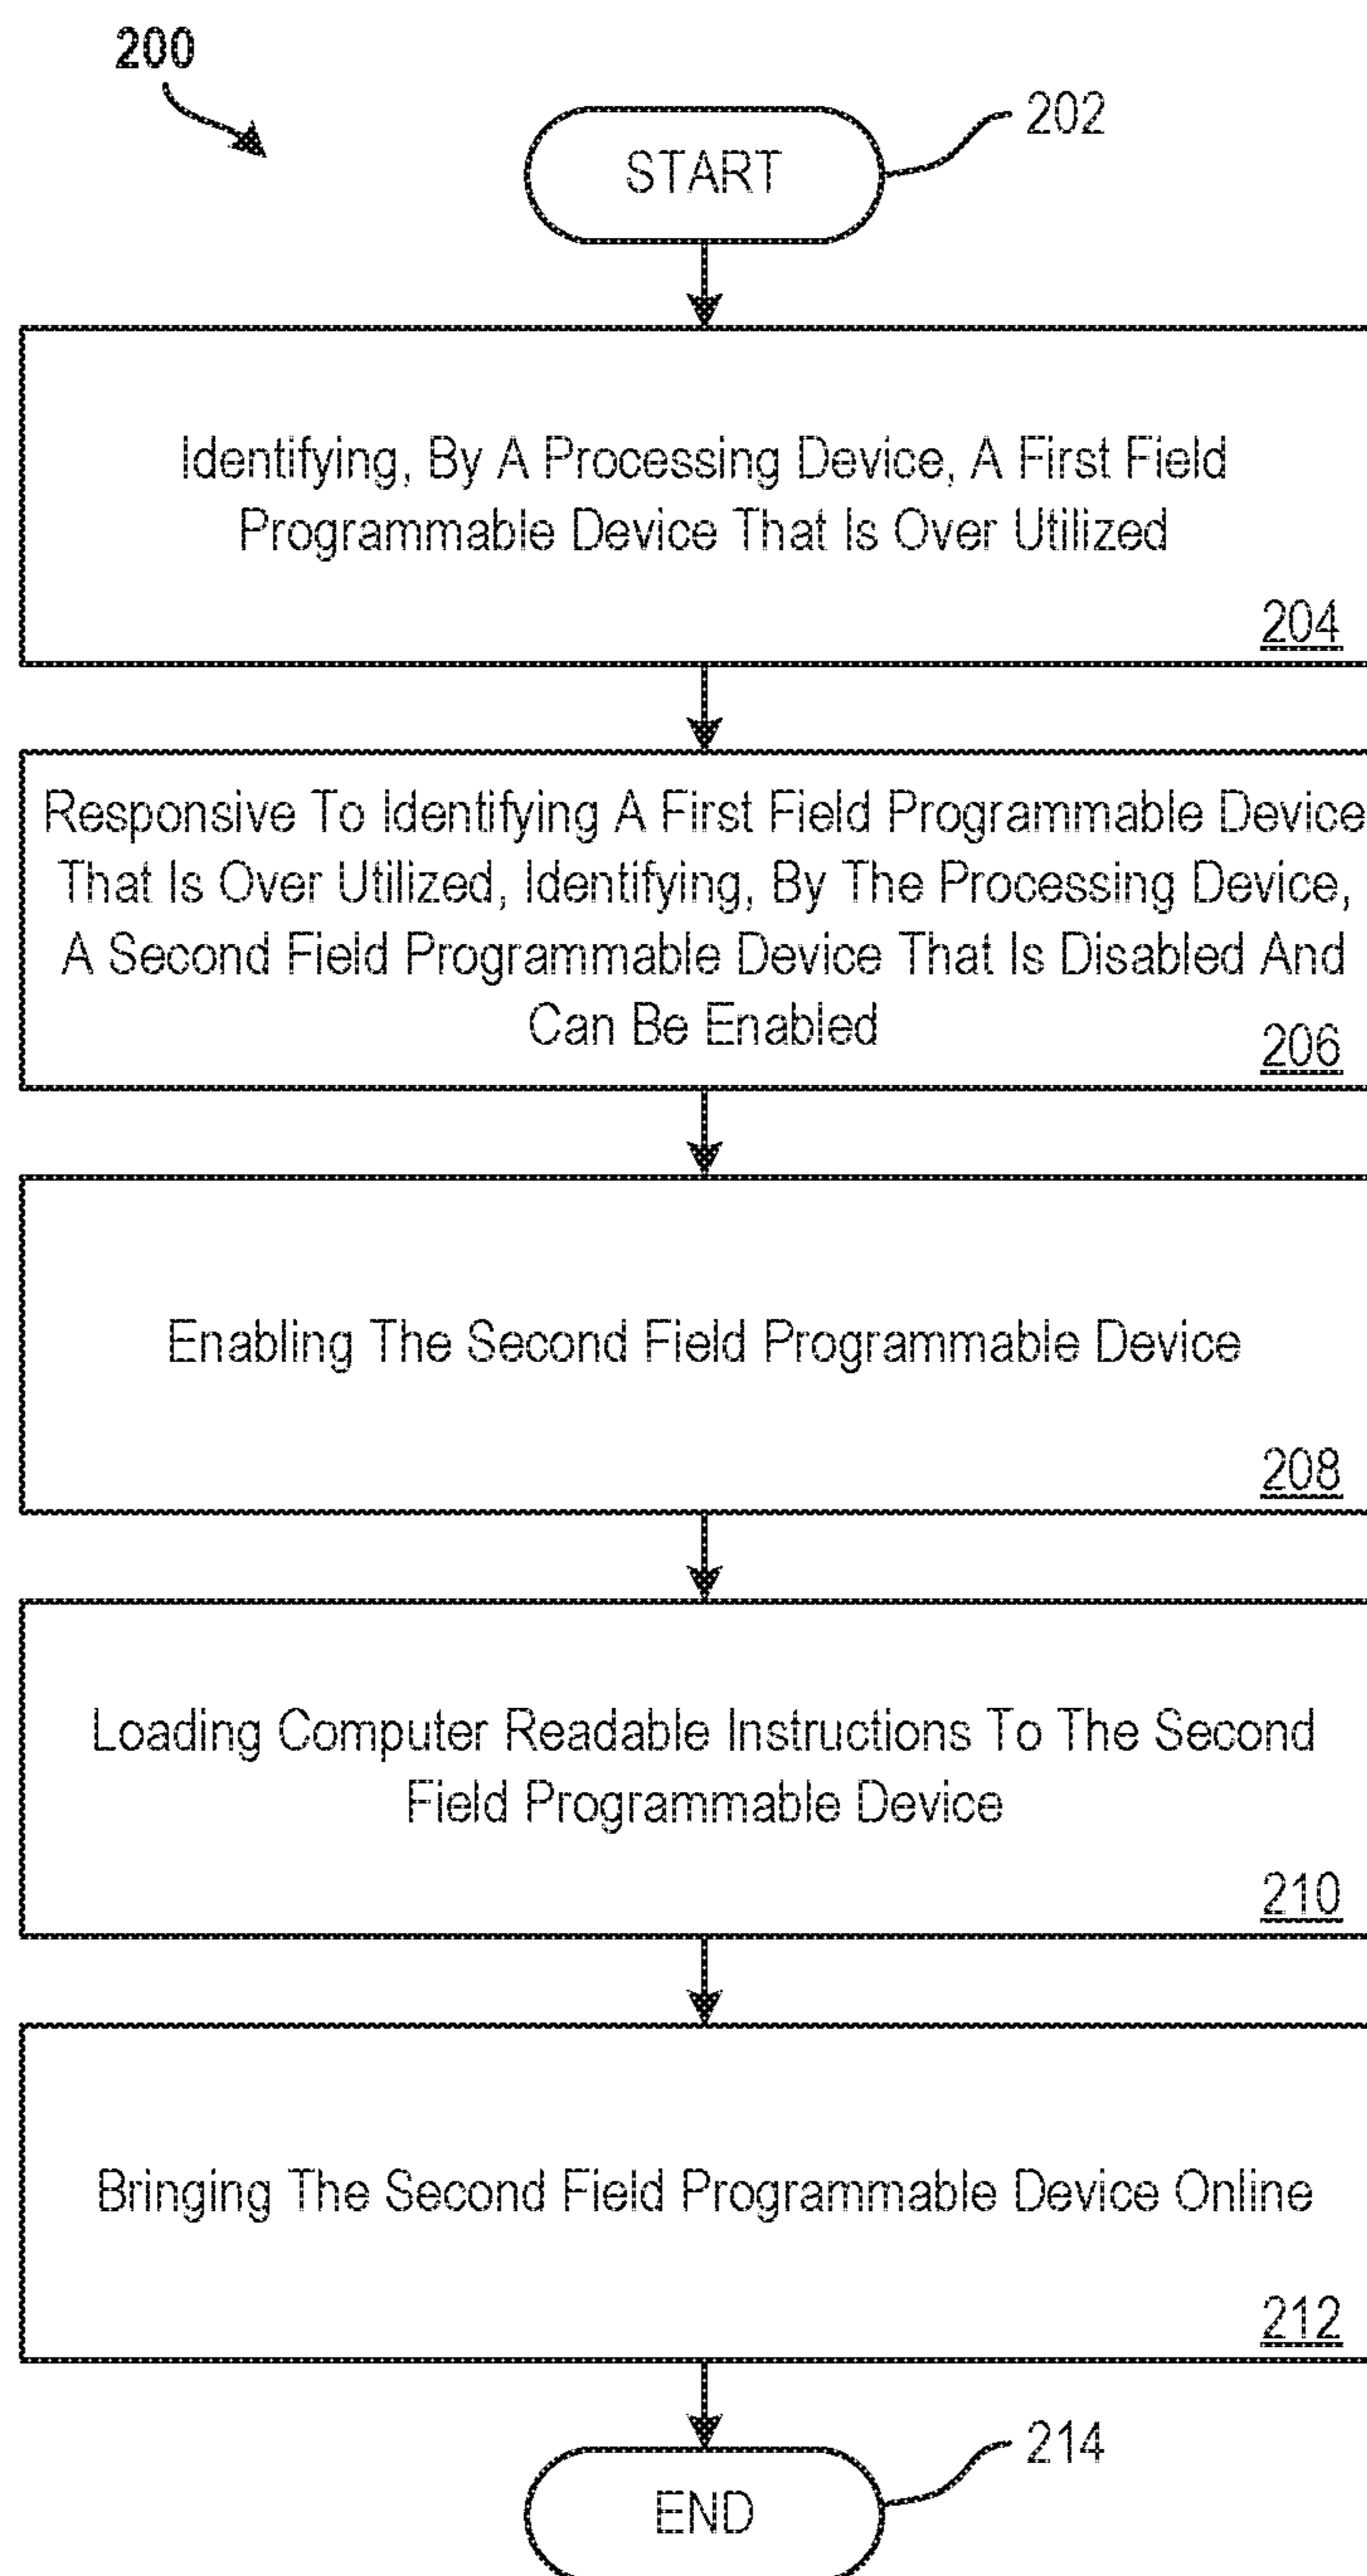 200
202
START
Identifying, By A Processing Device, A First Field
Programmable Device That Is Over Utilized
204
Responsive To Identifying A First Field Programmable Device
That Is Over Utilized, Identifying, By The Processing Device,
A Second Field Programmable Device That Is Disabled And
Can Be Enabled
206
Enabling The Second Field Programmable Device
208
Loading Computer Readable Instructions To The Second
Field Programmable Device
210
Bringing The Second Field Programmable Device Online
212
214
END